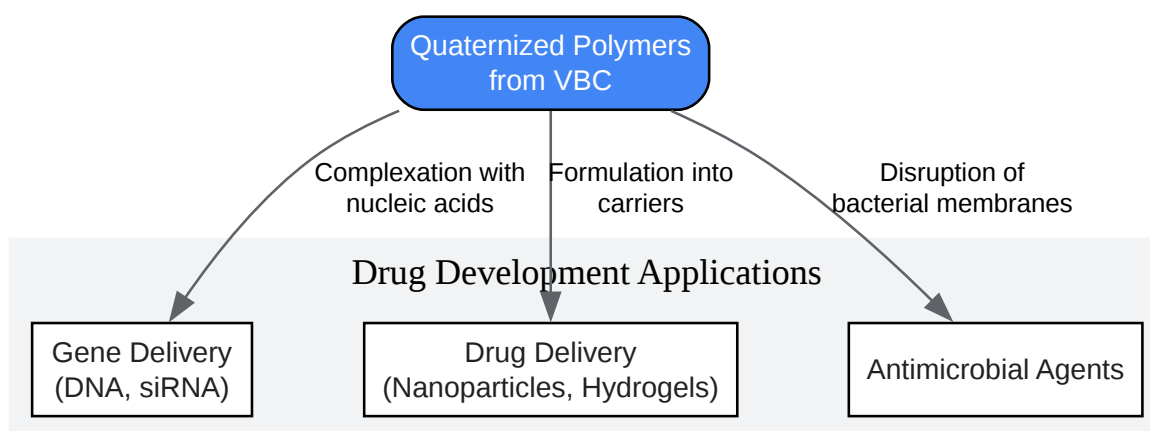 Quaternized Polymers
from VBC
Complexation with
nucleic acids
Formulation into
carriers
Disruption of
bacterial membranes
Drug Development Applications
Gene Delivery
(DNA, siRNA)
Drug Delivery
(Nanoparticles, Hydrogels)
Antimicrobial Agents